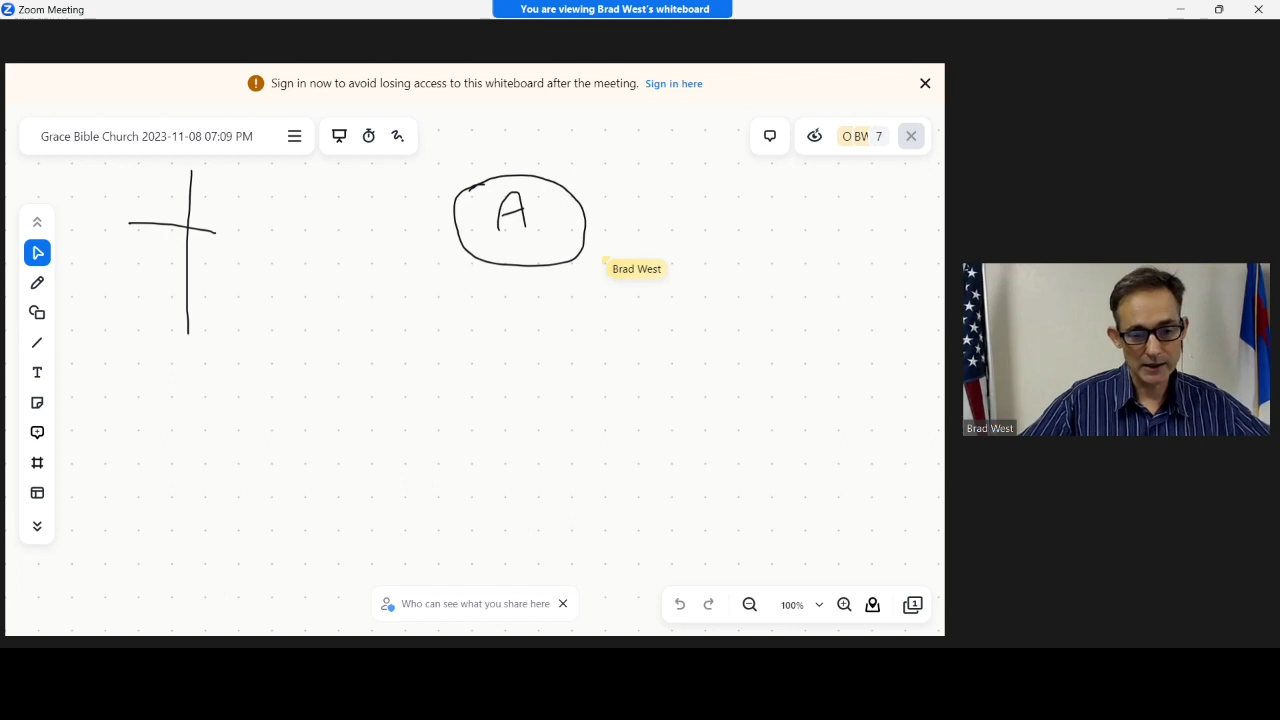 Zoom Meeting
You are viewing Brad West's whiteboard
Sign in now to avoid losing access to this whiteboard after the meeting. Sign in here
Grace Bible Church 2023-11-08 07:09 PM
O BW 7
A
Brad West
T
Brad West
Who can see what you share here
100%
1